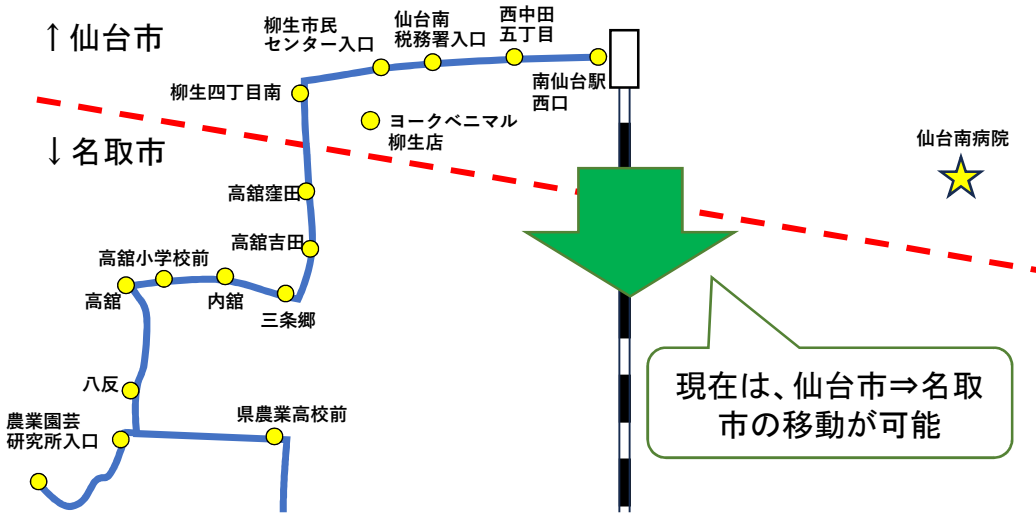 ↑仙台市
柳生市民
センター入口
仙台南
税務署入口
西中田
五丁目
南仙台駅
西口
柳生四丁目南
ヨークベニマル
柳生店
↓名取市
仙台南病院
高舘窪田
高舘吉田
高舘小学校前
高舘
内舘
三条郷
現在は、仙台市⇒名取
市の移動が可能
八反
農業園芸
研究所入口
県農業高校前